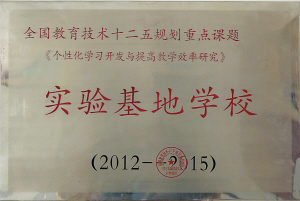 全国教育技术十二五规划重点课题
《个性化学习开发与提高教学效率研究》
实验基地学校
(2012--2015)